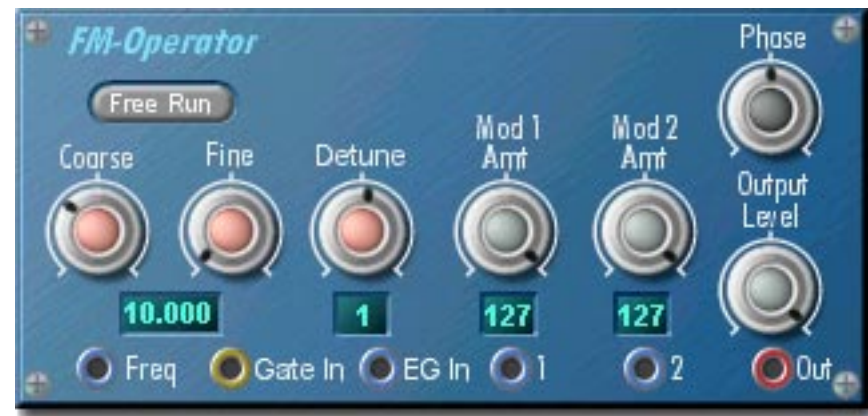 FM-Operator
Phase
Free Run
Coarse
Fine
Detune
Mod 1
Amt
Mod 2
Amt
Output
Level
10.000
1
127
127
Freq
Gate In
EG In
1
2
Out